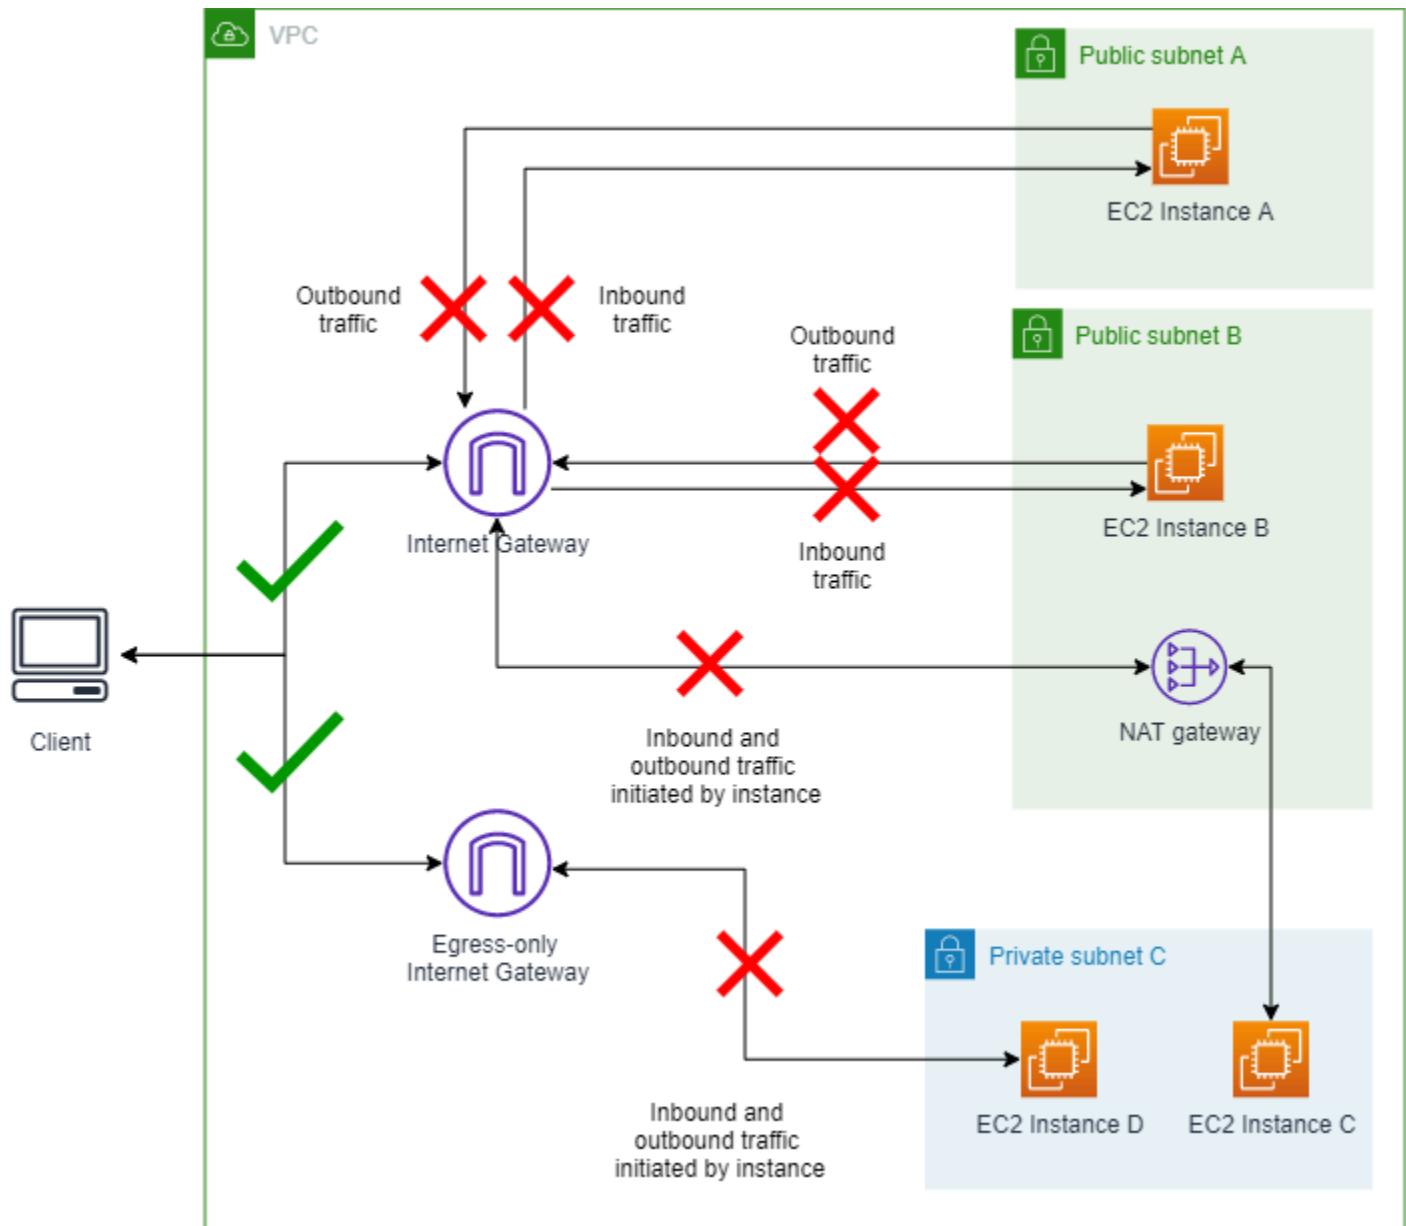 VPC
Public subnet A
EC2 Instance A
Outbound
traffic
Inbound
traffic
Public subnet B
Outbound
traffic
EC2 Instance B
Internet Gateway
Inbound
traffic
Client
NAT gateway
Inbound and
outbound traffic
initiated by instance
Egress-only
Internet Gateway
Private subnet C
EC2 Instance D
EC2 Instance C
Inbound and
outbound traffic
initiated by instance